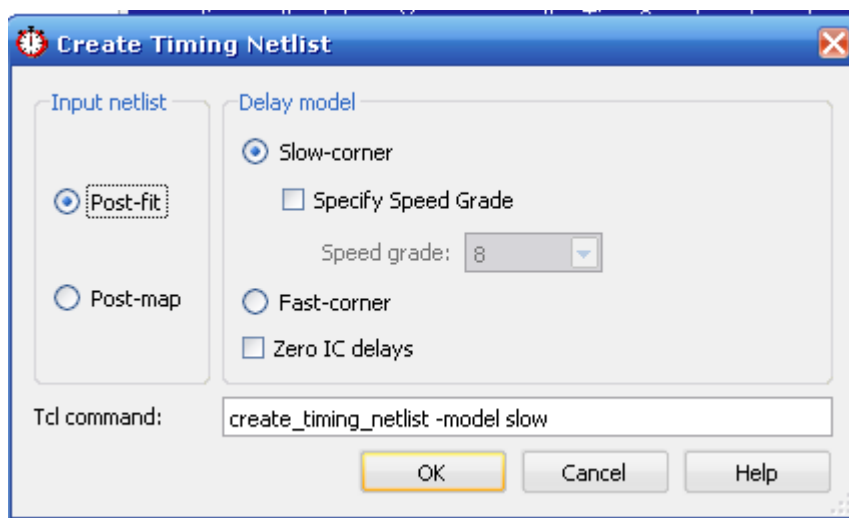 Create Timing Netlist
Input netlist
Delay model
Slow-corner
Post-fit
Specify Speed Grade
Speed grade: 8
Post-map
Fast-corner
Zero IC delays
Tcl command: create_timing_netlist -model slow
OK Cancel Help